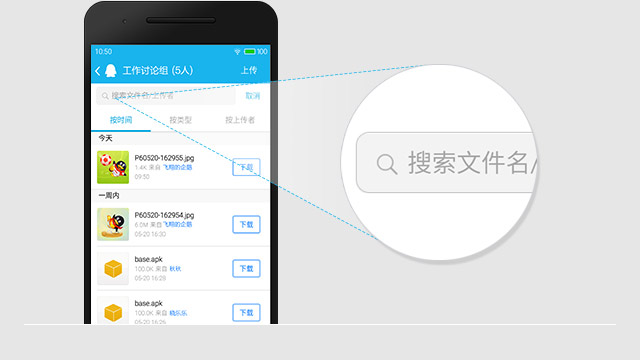 10:50
100
工作讨论组 (5人)
上传
搜索文件名/上传者
取消
按时间
按类型
按上传者
今天
P60520-162955.jpg
1.4K 来自 飞翔的企鹅
09:50
下载
一周内
P60520-162954.jpg
6.0M 来自 飞翔的企鹅
05-20 16:30
下载
base.apk
100.0K 来自 秋秋
05-20 16:26
下载
base.apk
100.0K 来自 晓乐乐
05-20 16:26
下载
搜索文件名/